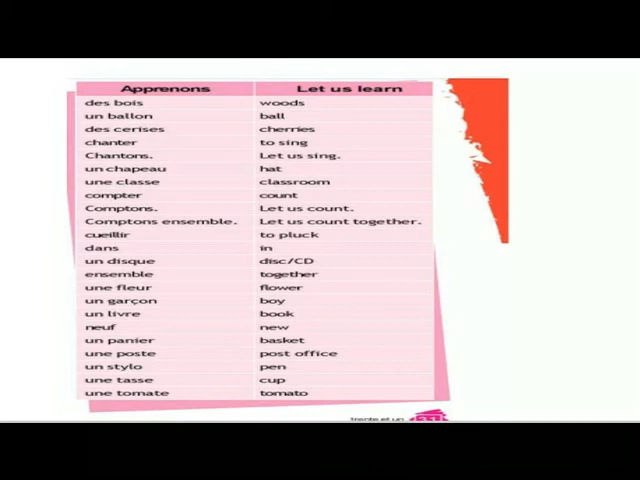 Apprenons Let us learn
des bois woods
un ballon ball
des cerises cherries
chanter to sing
Chantons. Let us sing.
un chapeau hat
une classe classroom
compter count
Comptons. Let us count.
Comptons ensemble. Let us count together.
cueillir to pluck
dans in
un disque disc/CD
ensemble together
une fleur flower
un garçon boy
un livre book
neuf new
un panier basket
une poste post office
un stylo pen
une tasse cup
une tomate tomato
trente et un